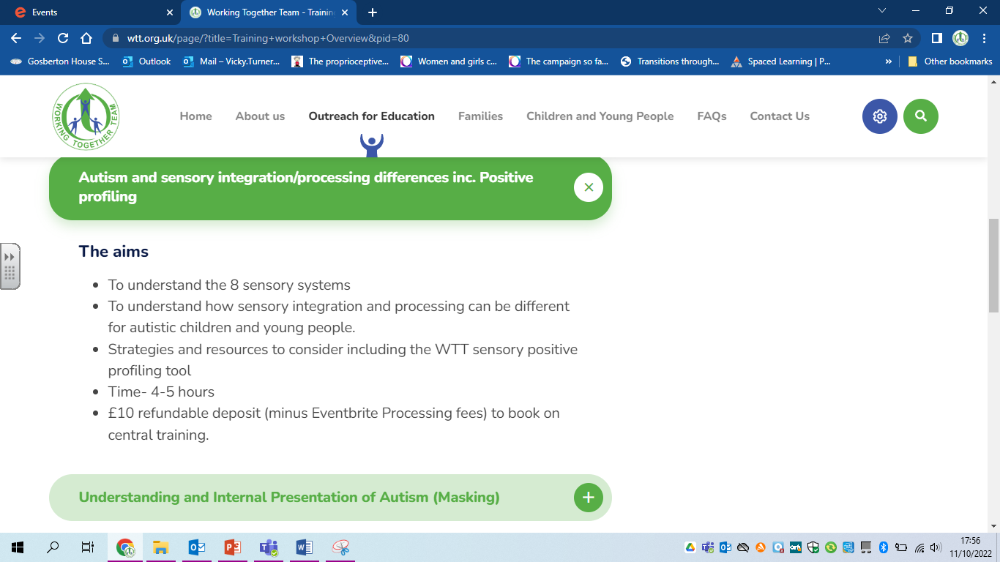 Events
Working Together Team - Training
wtt.org.uk/page/?title=Training+workshop+Overview&pid=80
Gosberton House S...
Outlook
Mail – Vicky.Turner...
The proprioceptive...
Women and girls c...
The campaign so fa...
Transitions through...
Spaced Learning | P...
»
Other bookmarks
WORKING TOGETHER TEAM
Home
About us
Outreach for Education
Families
Children and Young People
FAQs
Contact Us
Autism and sensory integration/processing differences inc. Positive
profiling
The aims
• To understand the 8 sensory systems
• To understand how sensory integration and processing can be different
for autistic children and young people.
• Strategies and resources to consider including the WTT sensory positive
profiling tool
• Time- 4-5 hours
• £10 refundable deposit (minus Eventbrite Processing fees) to book on
central training.
Understanding and Internal Presentation of Autism (Masking)
17:56
11/10/2022